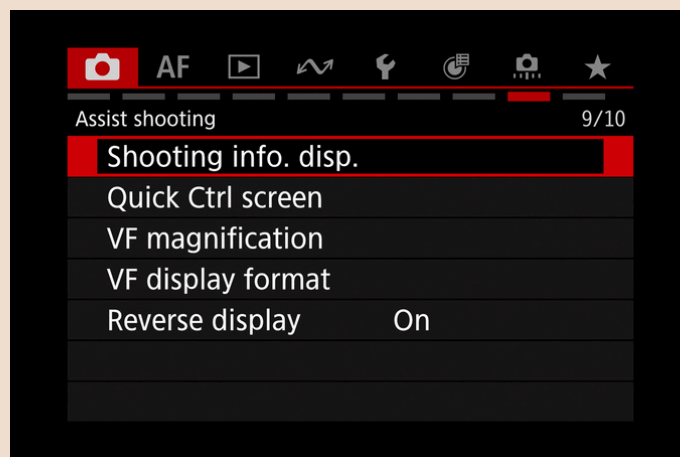 AF
Assist shooting 9/10
Shooting info. disp.
Quick Ctrl screen
VF magnification
VF display format
Reverse display On